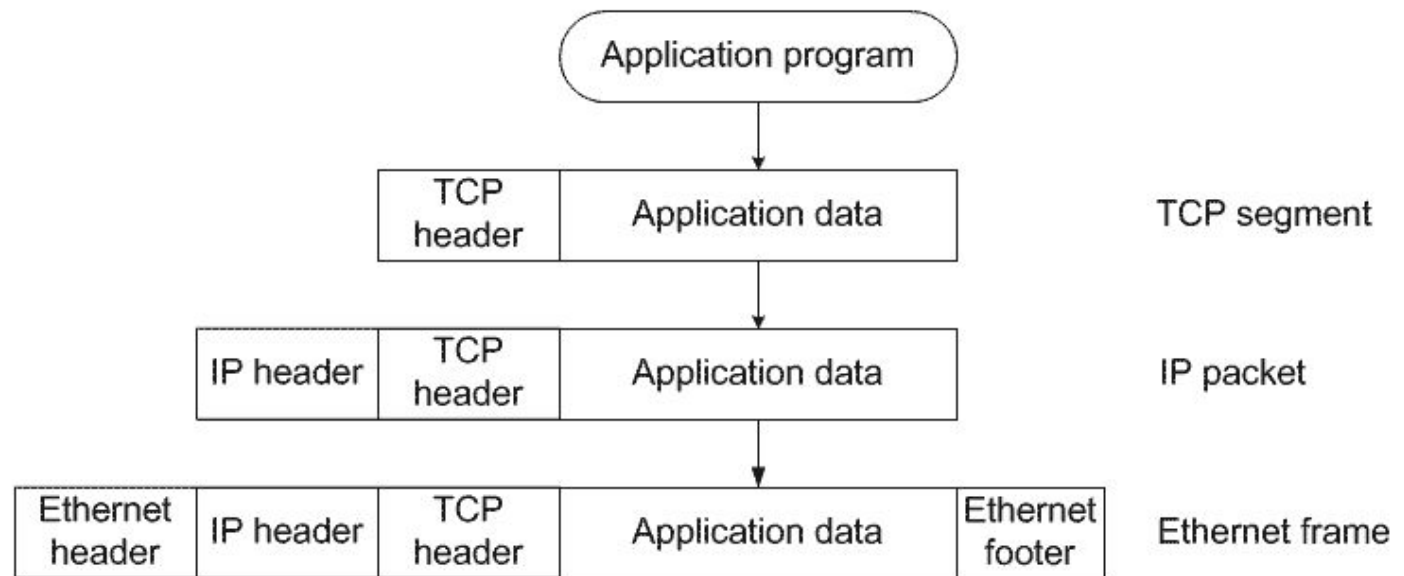 Application program
TCP header
Application data
TCP segment
IP header
TCP header
Application data
IP packet
Ethernet header
IP header
TCP header
Application data
Ethernet footer
Ethernet frame